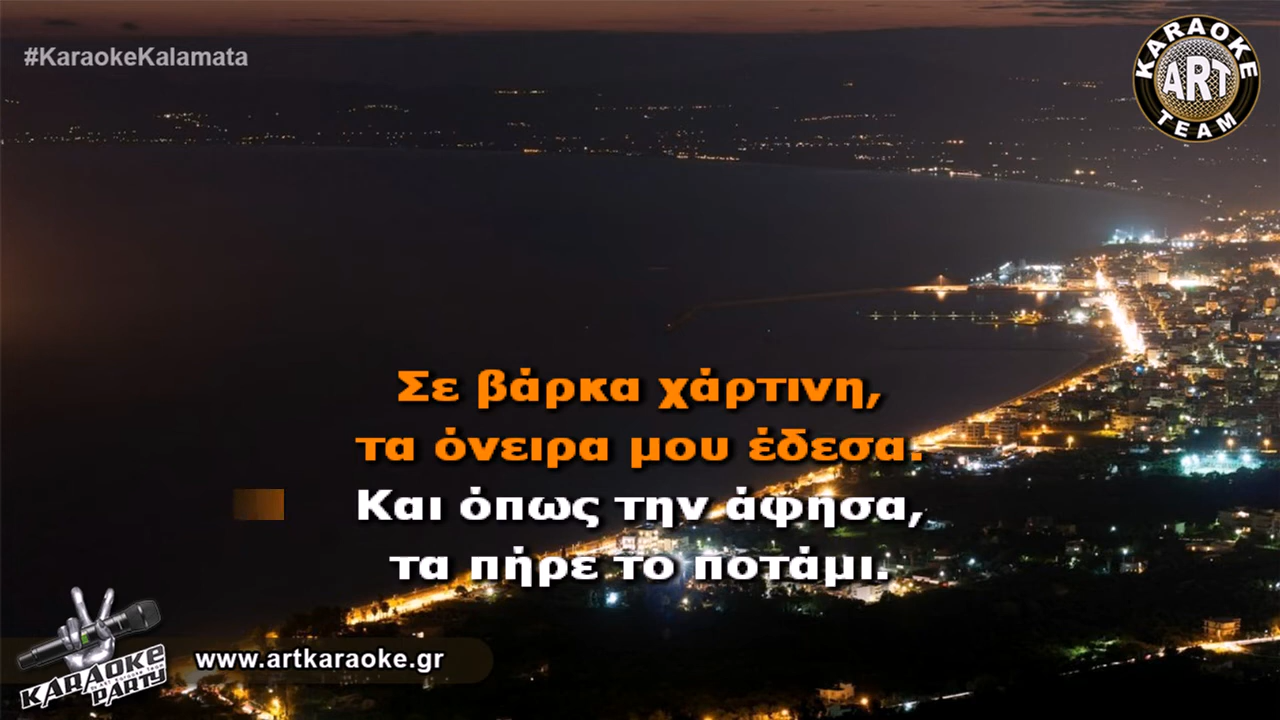 #KaraokeKalamata
KARAOKE
ART
TEAM
Σε βάρκα χάρτινη,
τα όνειρα μου έδεσα.
Και όπως την άφησα,
τα πήρε το ποτάμι.
KARAOKE
PARTY
www.artkaraoke.gr